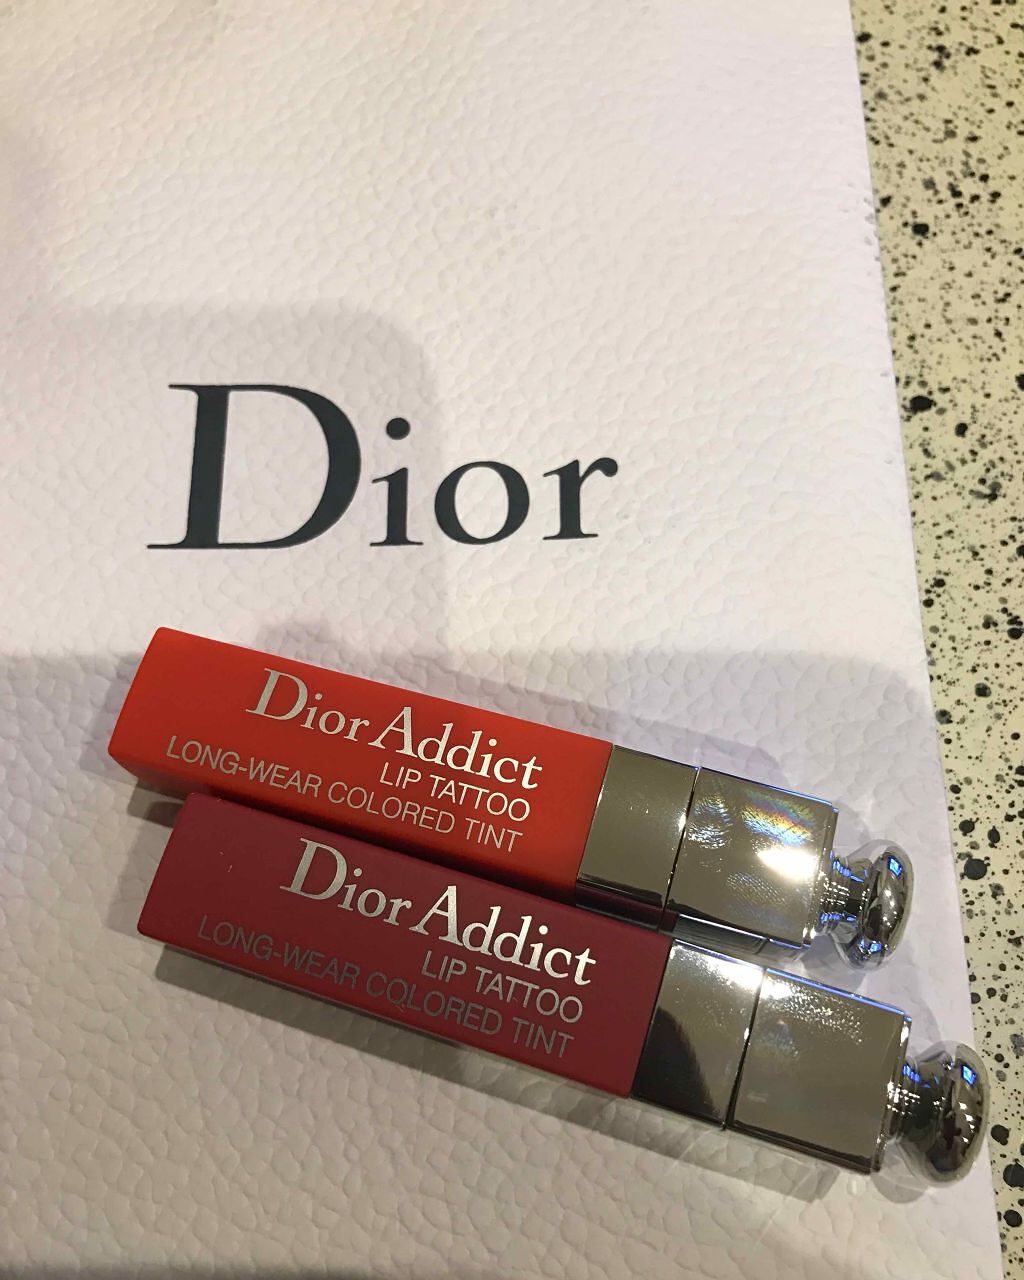 Dior
Dior Addict
LIP TATTOO
LONG-WEAR COLORED TINT
Dior Addict
LIP TATTOO
LONG-WEAR COLORED TINT